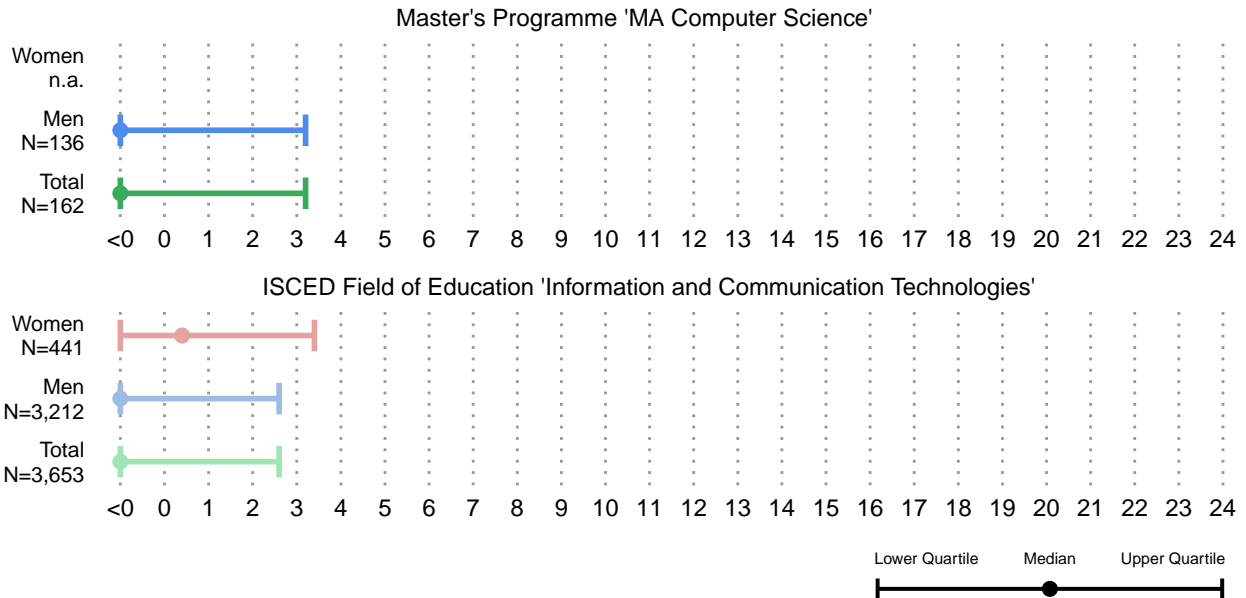 Master's Programme 'MA Computer Science'
Women
n.a.
Men
N=136
Total
N=162
<0 0 1 2 3 4 5 6 7 8 9 10 11 12 13 14 15 16 17 18 19 20 21 22 23 24
ISCED Field of Education 'Information and Communication Technologies'
Women
N=441
Men
N=3,212
Total
N=3,653
<0 0 1 2 3 4 5 6 7 8 9 10 11 12 13 14 15 16 17 18 19 20 21 22 23 24
Lower Quartile Median Upper Quartile